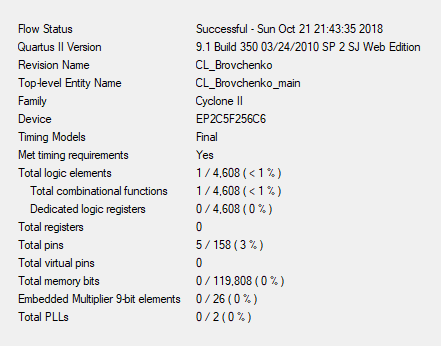 Flow Status Successful - Sun Oct 21 21:43:35 2018
Quartus II Version 9.1 Build 350 03/24/2010 SP 2 SJ Web Edition
Revision Name CL_Brovchenko
Top-level Entity Name CL_Brovchenko_main
Family Cyclone II
Device EP2C5F256C6
Timing Models Final
Met timing requirements Yes
Total logic elements 1 / 4,608 ( < 1 % )
Total combinational functions 1 / 4,608 ( < 1 % )
Dedicated logic registers 0 / 4,608 ( 0 % )
Total registers 0
Total pins 5 / 158 ( 3 % )
Total virtual pins 0
Total memory bits 0 / 119,808 ( 0 % )
Embedded Multiplier 9-bit elements 0 / 26 ( 0 % )
Total PLLs 0 / 2 ( 0 % )